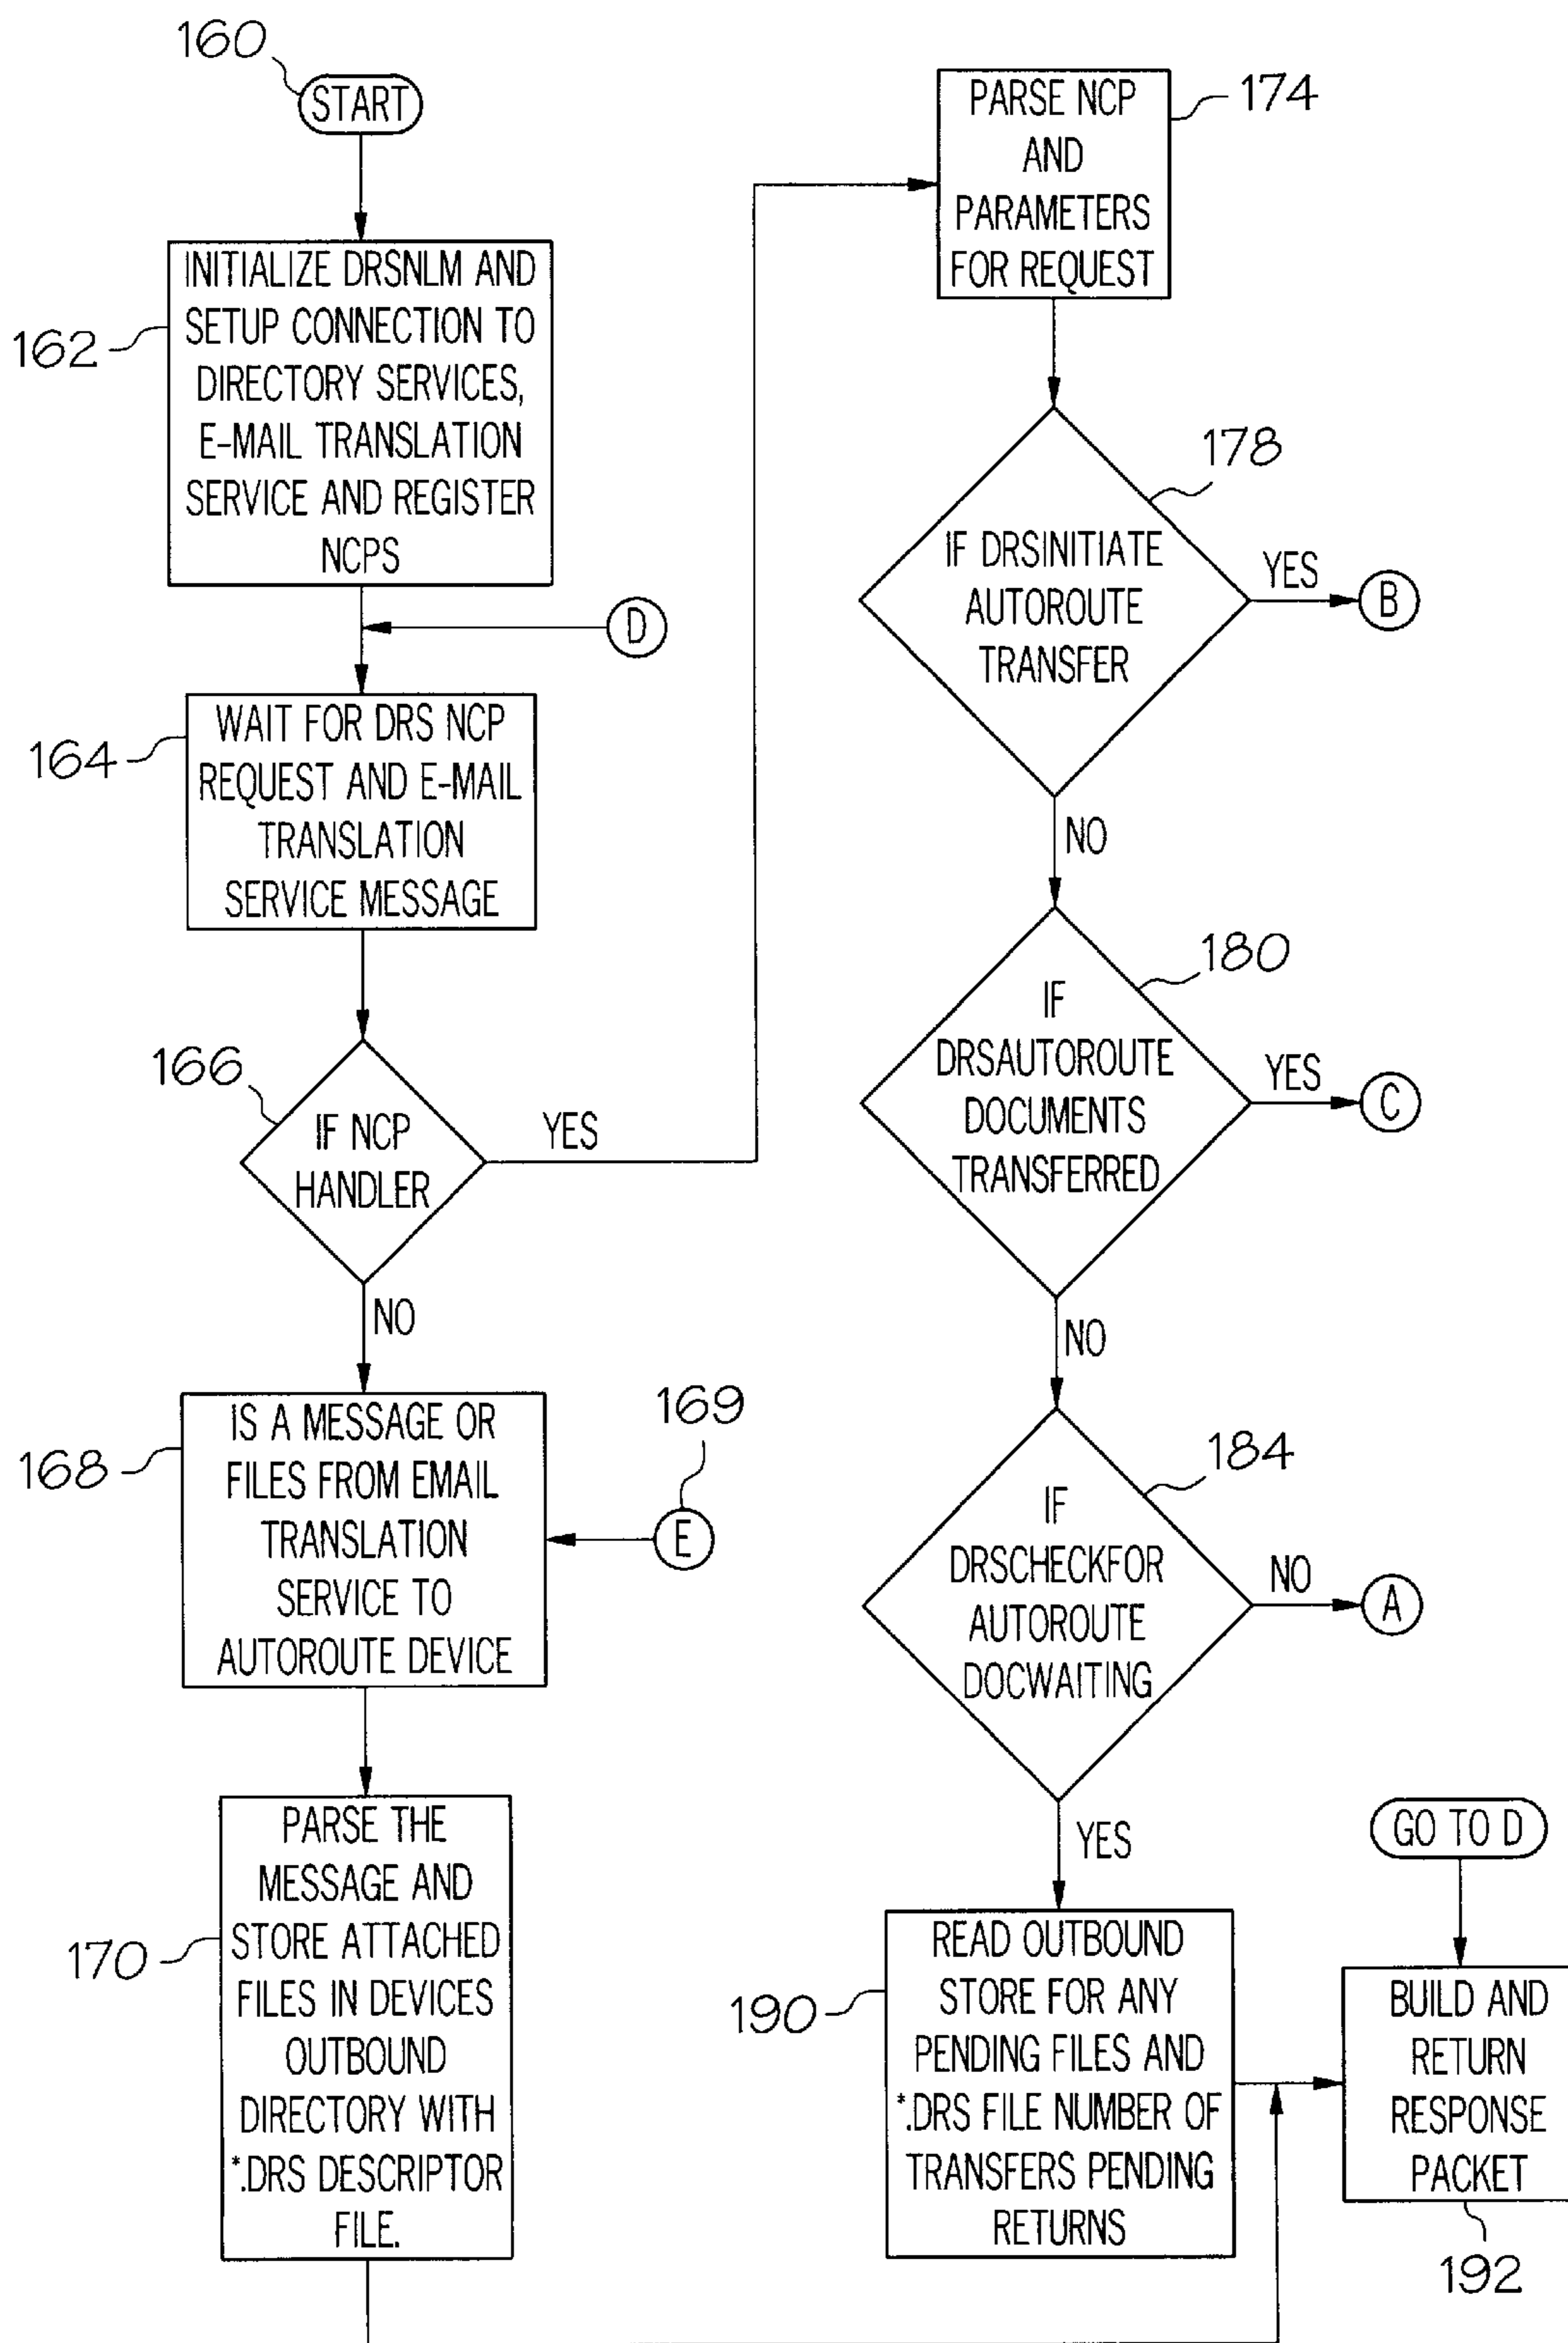 160
START
INITIALIZE DRSNLM AND
SETUP CONNECTION TO
DIRECTORY SERVICES,
E-MAIL TRANSLATION
SERVICE AND REGISTER
NCPS
162
D
WAIT FOR DRS NCP
REQUEST AND E-MAIL
TRANSLATION
SERVICE MESSAGE
164
166
IF NCP
HANDLER
YES
NO
IS A MESSAGE OR
FILES FROM EMAIL
TRANSLATION
SERVICE TO
AUTOROUTE DEVICE
168
169
E
PARSE THE
MESSAGE AND
STORE ATTACHED
FILES IN DEVICES
OUTBOUND
DIRECTORY WITH
*.DRS DESCRIPTOR
FILE.
170
PARSE NCP
AND
PARAMETERS
FOR REQUEST
174
178
IF DRSINITIATE
AUTOROUTE
TRANSFER
YES
B
NO
180
IF
DRSAUTOROUTE
DOCUMENTS
TRANSFERRED
YES
C
NO
184
IF
DRSCHECKFOR
AUTOROUTE
DOCWAITING
NO
A
YES
READ OUTBOUND
STORE FOR ANY
PENDING FILES AND
*.DRS FILE NUMBER OF
TRANSFERS PENDING
RETURNS
190
GO TO D
BUILD AND
RETURN
RESPONSE
PACKET
192